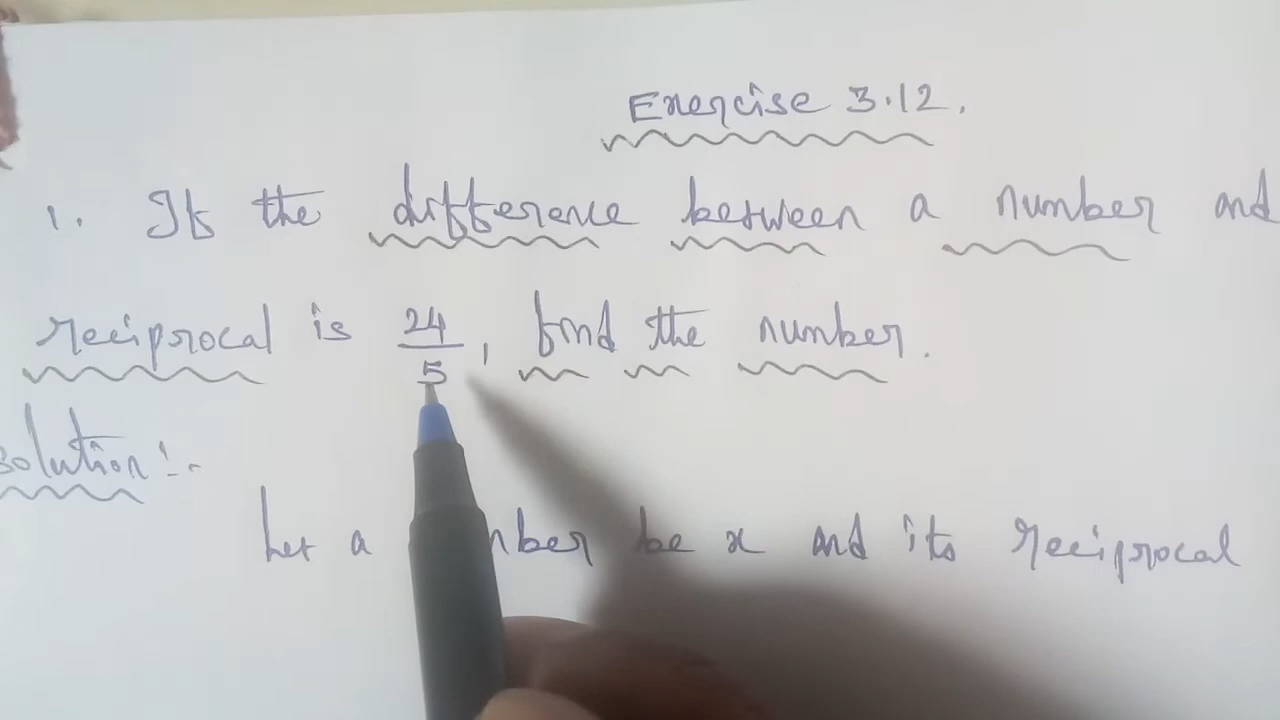 Exercise 3.12.
1. If the difference between a number and
reciprocal is 24/5, find the number.
solution:-
Let a be x and its reciprocal